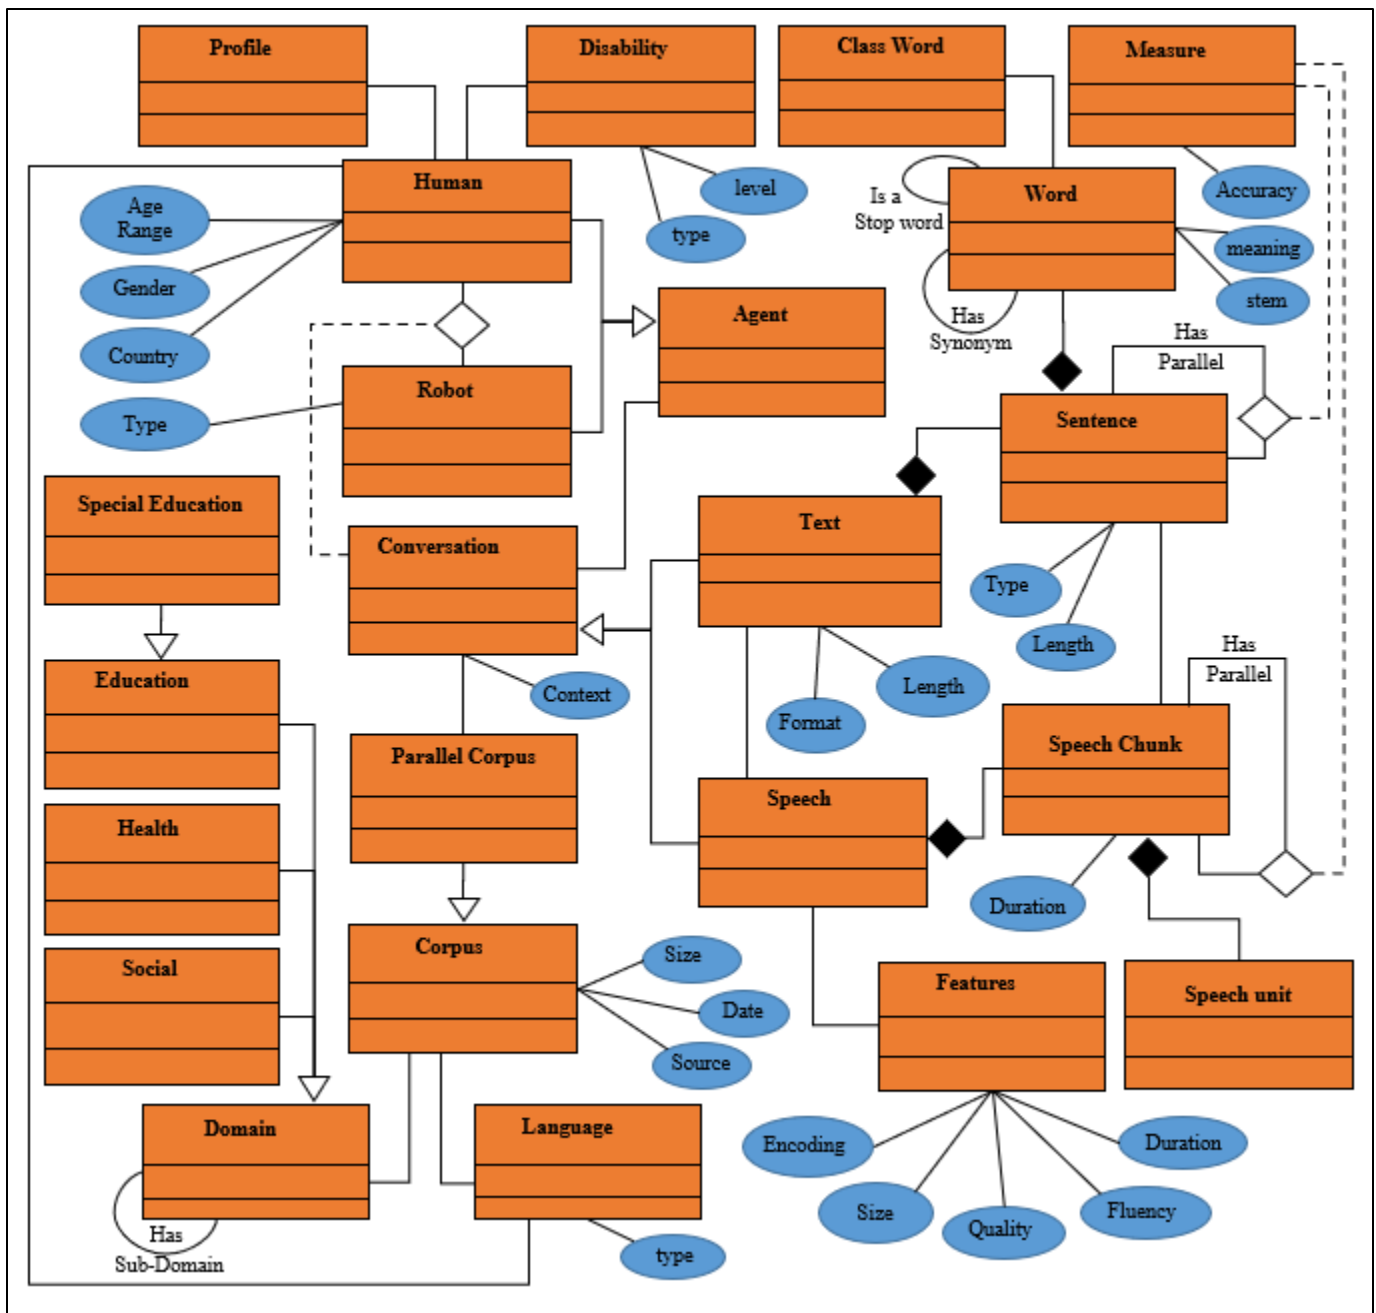 Profile
Disability
Class Word
Measure
Human
level
type
Is a
Stop word
Word
Accuracy
meaning
stem
Age
Range
Gender
Country
Type
Has
Synonym
Agent
Robot
Has
Parallel
Sentence
Special Education
Conversation
Text
Type
Length
Education
Context
Format
Length
Has
Parallel
Parallel Corpus
Speech Chunk
Health
Speech
Duration
Social
Corpus
Size
Date
Source
Features
Speech unit
Domain
Language
Encoding
Size
Quality
Fluency
Duration
Has
Sub-Domain
type